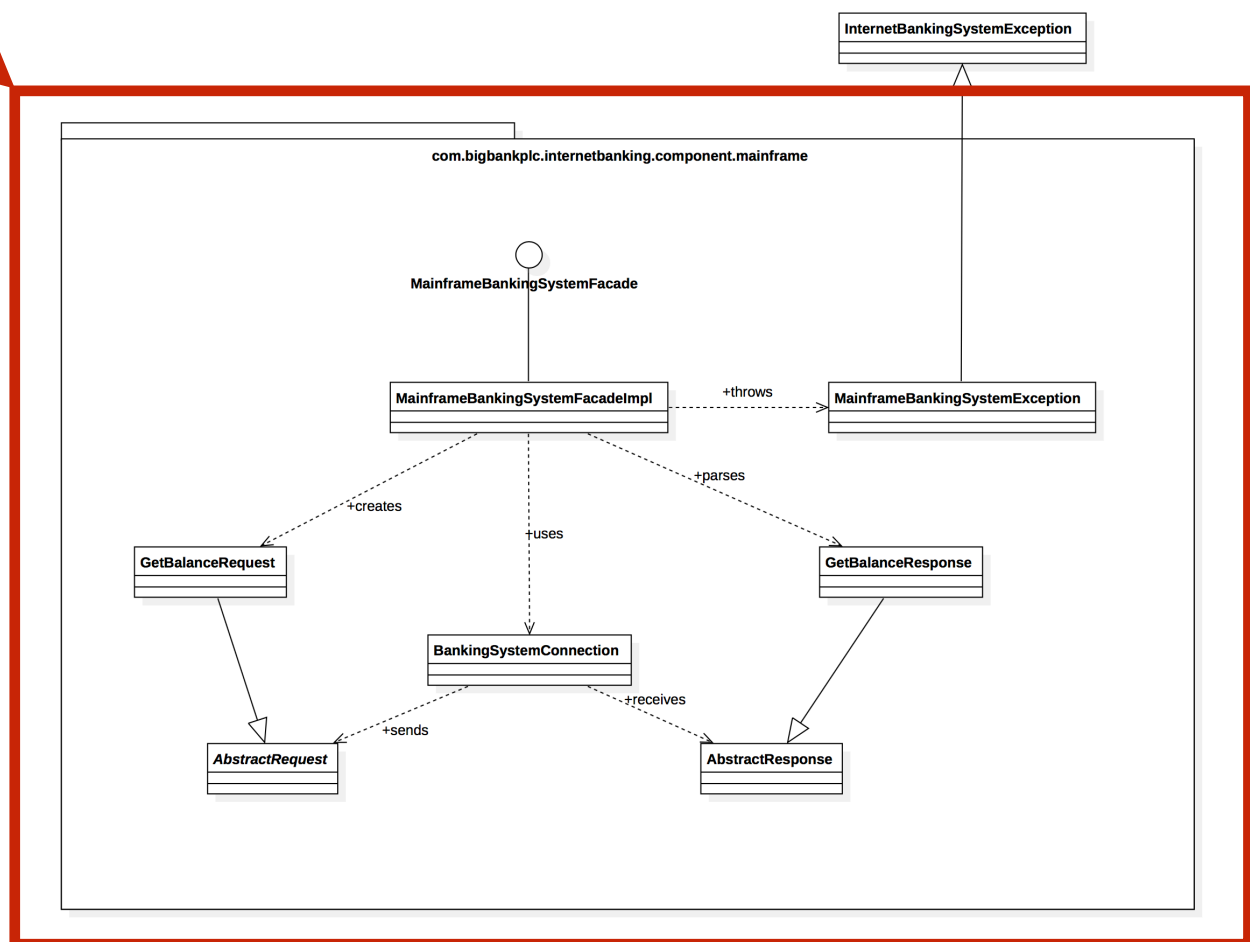 InternetBankingSystemException
com.bigbankplc.internetbanking.component.mainframe
MainframeBankingSystemFacade
MainframeBankingSystemFacadeImpl
+throws
MainframeBankingSystemException
+creates
+uses
+parses
GetBalanceRequest
GetBalanceResponse
BankingSystemConnection
+sends
+receives
AbstractRequest
AbstractResponse